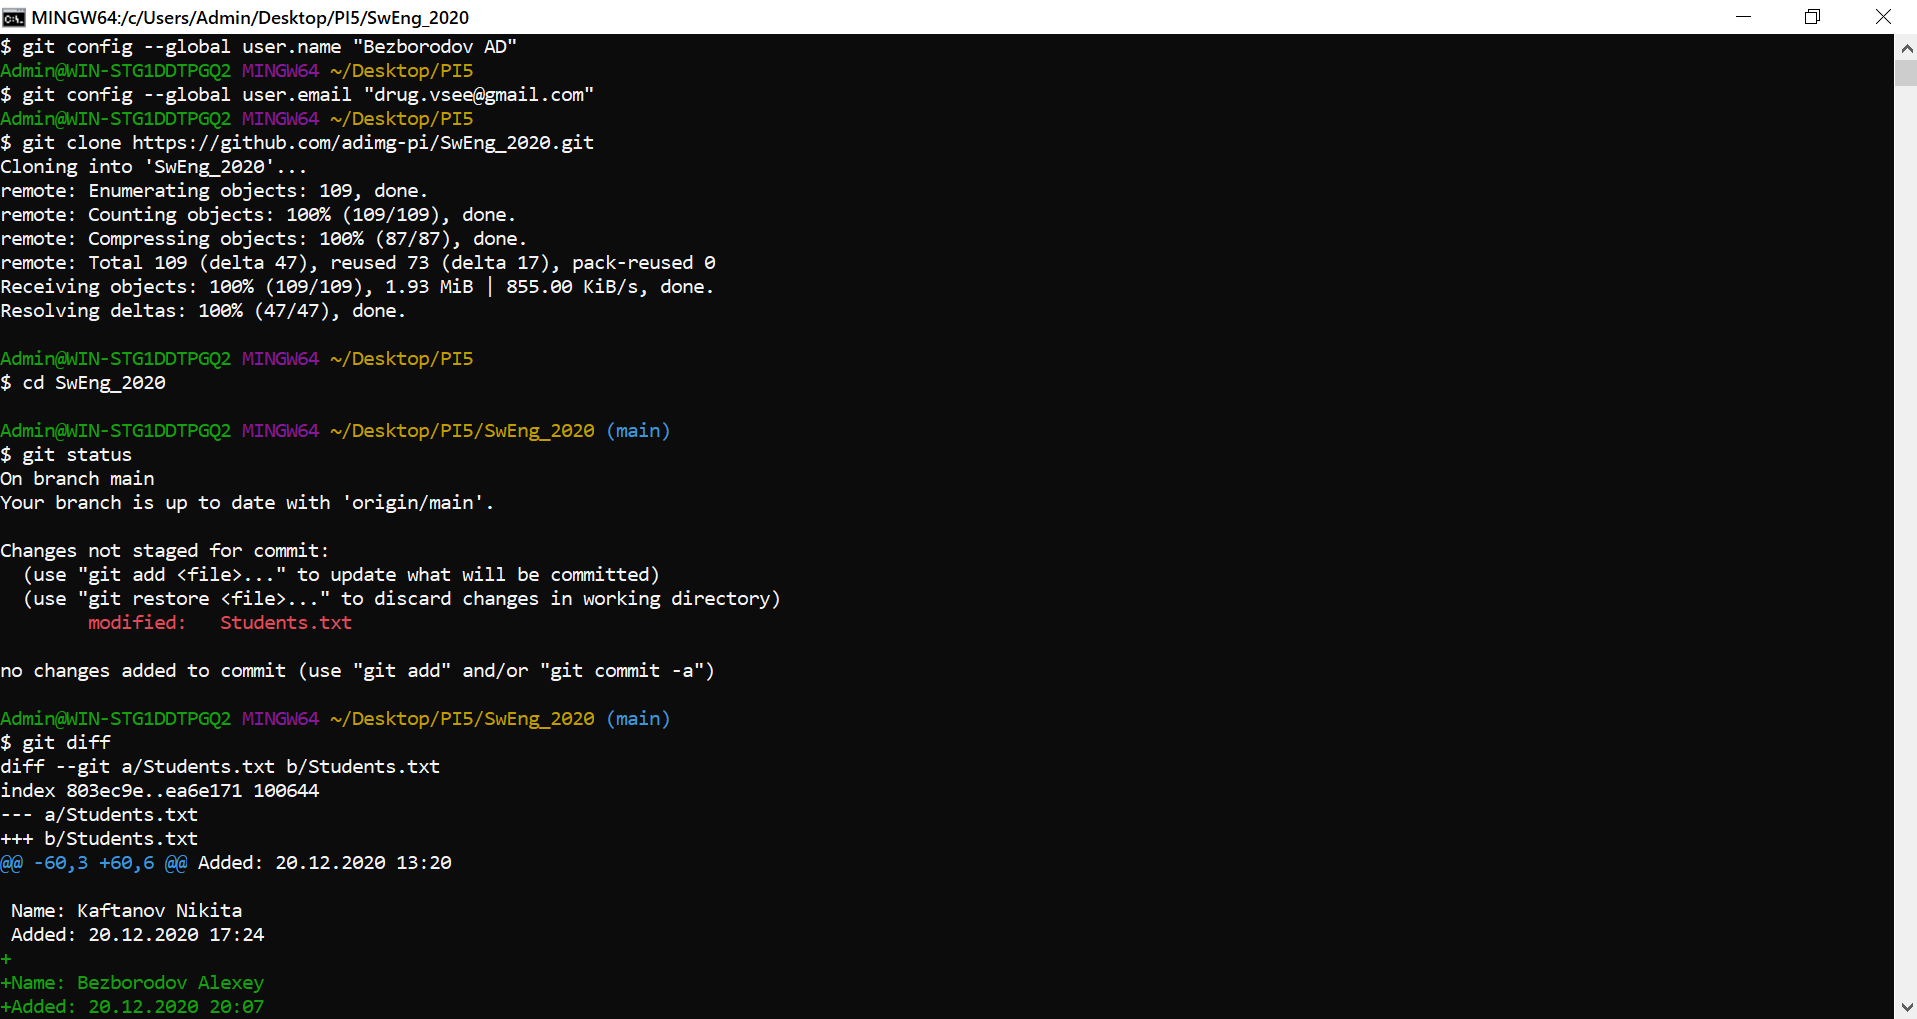 MINGW64:/c/Users/Admin/Desktop/PI5/SwEng_2020
$ git config --global user.name "Bezborodov AD"
Admin@WIN-STG1DDTPGQ2 MINGW64 ~/Desktop/PI5
$ git config --global user.email "drug.vsee@gmail.com"
Admin@WIN-STG1DDTPGQ2 MINGW64 ~/Desktop/PI5
$ git clone https://github.com/adimg-pi/SwEng_2020.git
Cloning into 'SwEng_2020'...
remote: Enumerating objects: 109, done.
remote: Counting objects: 100% (109/109), done.
remote: Compressing objects: 100% (87/87), done.
remote: Total 109 (delta 47), reused 73 (delta 17), pack-reused 0
Receiving objects: 100% (109/109), 1.93 MiB | 855.00 KiB/s, done.
Resolving deltas: 100% (47/47), done.
Admin@WIN-STG1DDTPGQ2 MINGW64 ~/Desktop/PI5
$ cd SwEng_2020
Admin@WIN-STG1DDTPGQ2 MINGW64 ~/Desktop/PI5/SwEng_2020 (main)
$ git status
On branch main
Your branch is up to date with 'origin/main'.
Changes not staged for commit:
  (use "git add <file>..." to update what will be committed)
  (use "git restore <file>..." to discard changes in working directory)
        modified:   Students.txt
no changes added to commit (use "git add" and/or "git commit -a")
Admin@WIN-STG1DDTPGQ2 MINGW64 ~/Desktop/PI5/SwEng_2020 (main)
$ git diff
diff --git a/Students.txt b/Students.txt
index 803ec9e..ea6e171 100644
--- a/Students.txt
+++ b/Students.txt
@@ -60,3 +60,6 @@ Added: 20.12.2020 13:20
 Name: Kaftanov Nikita
 Added: 20.12.2020 17:24
+
+Name: Bezborodov Alexey
+Added: 20.12.2020 20:07